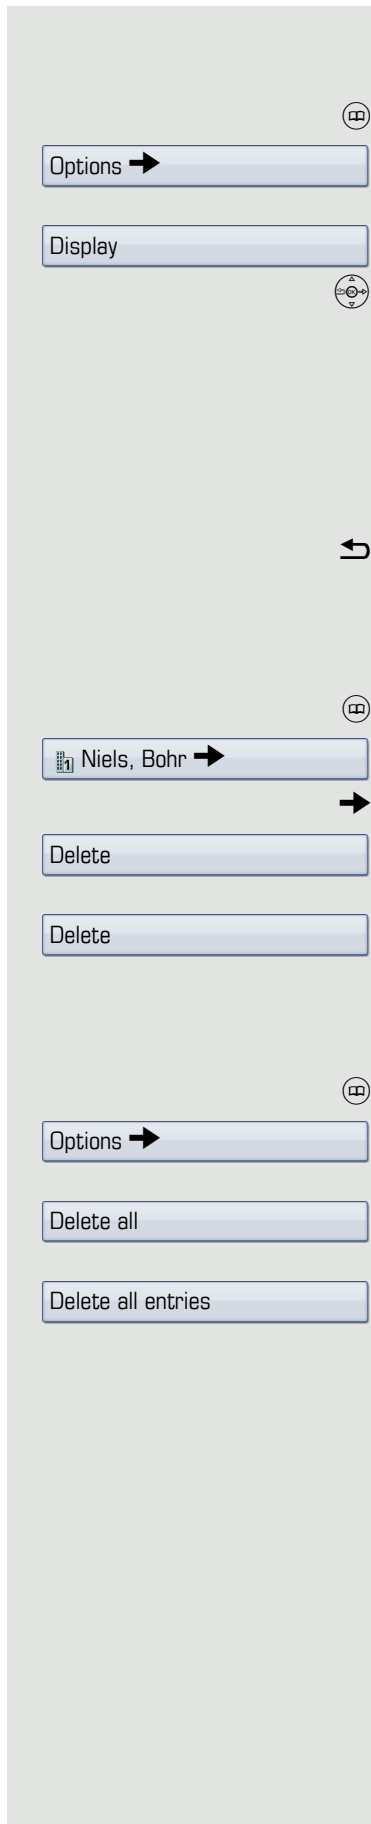 Options
Display
Niels, Bohr
Delete
Delete
Options
Delete all
Delete all entries